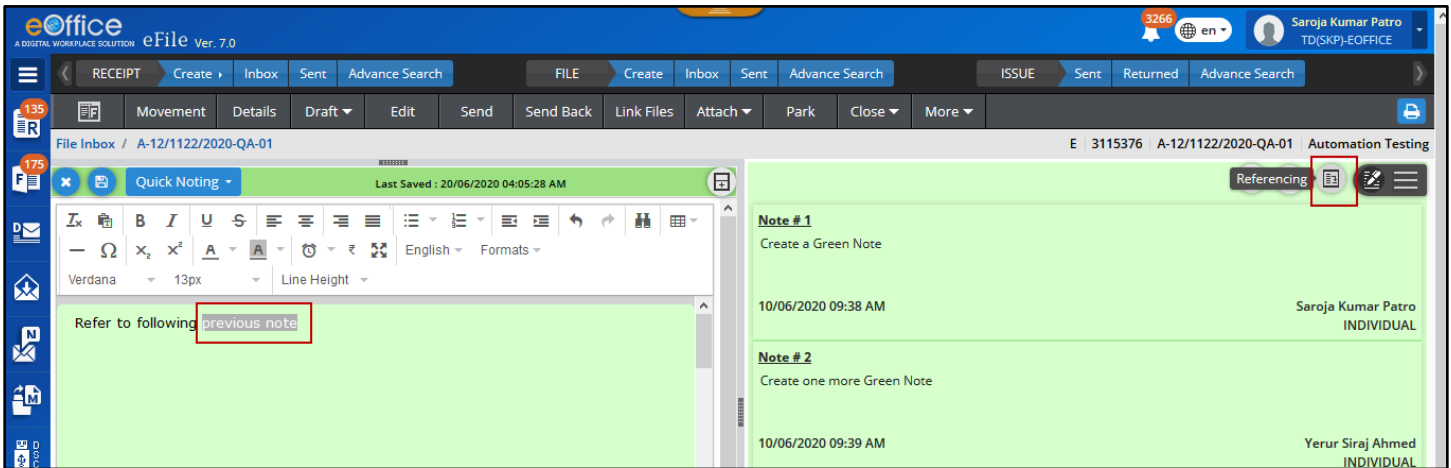 eOffice
A DIGITAL WORKPLACE SOLUTION eFile Ver. 7.0
3266 en Saroja Kumar Patro
TD(SKP)-EOFFICE
RECEIPT Create Inbox Sent Advance Search FILE Create Inbox Sent Advance Search ISSUE Sent Returned Advance Search
135 R Movement Details Draft Edit Send Send Back Link Files Attach Park Close More
File Inbox / A-12/1122/2020-QA-01 E 3115376 A-12/1122/2020-QA-01 Automation Testing
175 F Quick Noting Last Saved : 20/06/2020 04:05:28 AM Referencing
B I U S
Ω x₂ x² A A ₹ English Formats
Verdana 13px Line Height
Refer to following previous note
Note # 1
Create a Green Note
10/06/2020 09:38 AM Saroja Kumar Patro
INDIVIDUAL
Note # 2
Create one more Green Note
10/06/2020 09:39 AM Yerur Siraj Ahmed
INDIVIDUAL
D
N
M
DSC